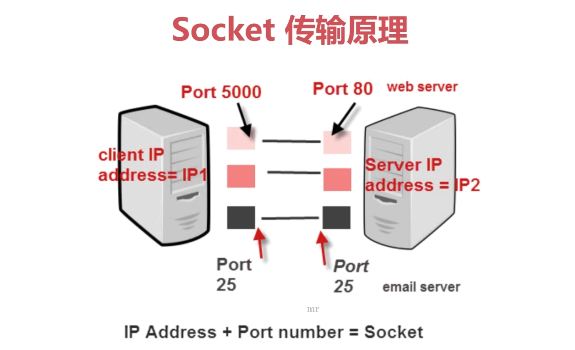 Socket 传输原理
Port 5000
Port 80
web server
client IP
address= IP1
Server IP
address = IP2
Port
25
Port
25
email server
IP Address + Port number = Socket